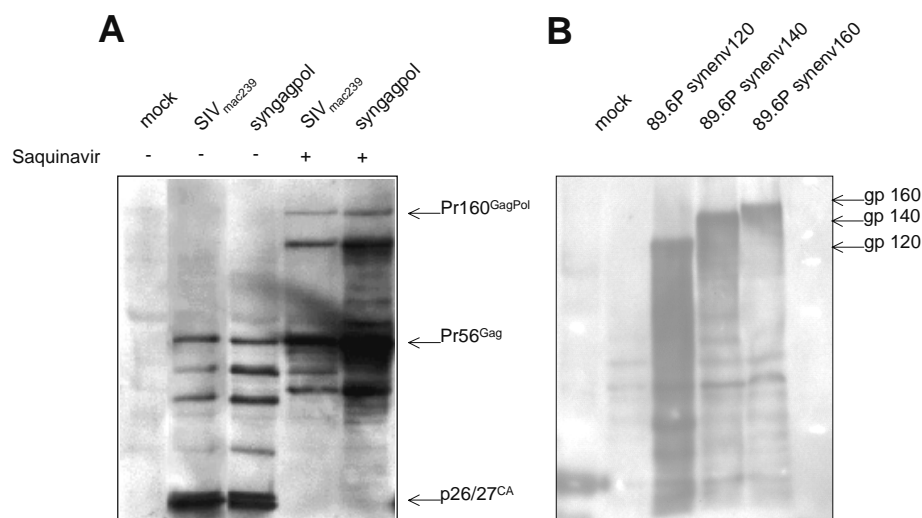 A
mock
SIVmac239
syngagpol
SIVmac239
syngagpol
Saquinavir - - - + +
Pr160GagPol
Pr56Gag
p26/27CA
B
mock
89.6P synenv120
89.6P synenv140
89.6P synenv160
gp 160
gp 140
gp 120